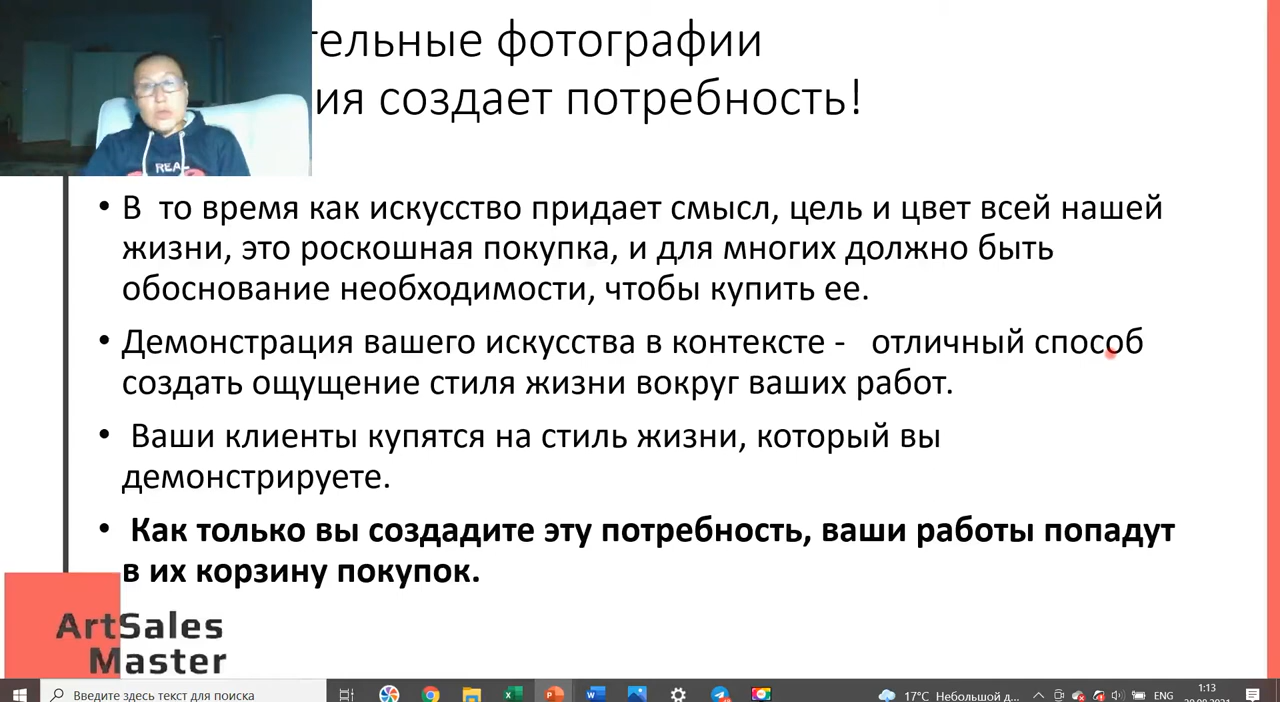 фотографии
создает потребность!
REAL
• В то время как искусство придает смысл, цель и цвет всей нашей
жизни, это роскошная покупка, и для многих должно быть
обоснование необходимости, чтобы купить ее.
• Демонстрация вашего искусства в контексте - отличный способ
создать ощущение стиля жизни вокруг ваших работ.
• Ваши клиенты купятся на стиль жизни, который вы
демонстрируете.
• Как только вы создадите эту потребность, ваши работы попадут
в их корзину покупок.
ArtSales
Master
Введите здесь текст для поиска
17°C Небольшой д...
ENG
1:13